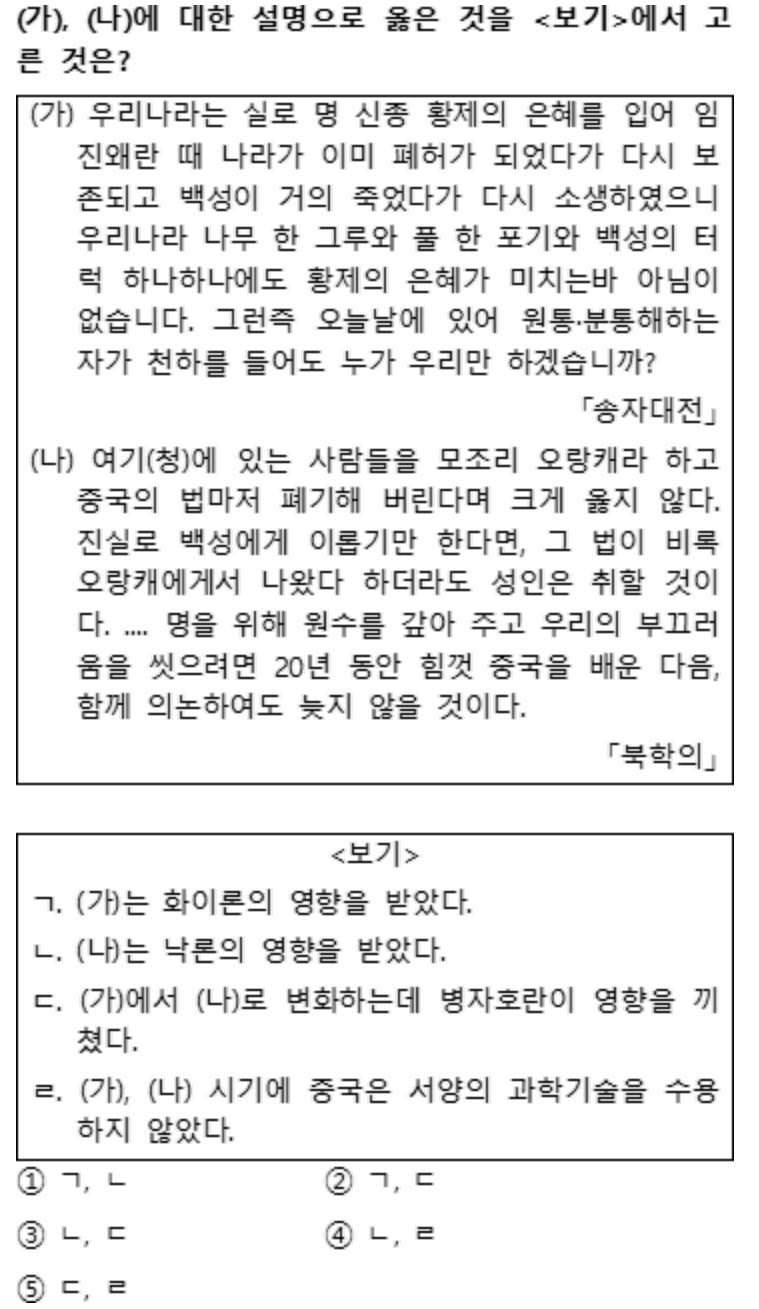 (가), (나)에 대한 설명으로 옳은 것을 <보기>에서 고
른 것은?
(가) 우리나라는 실로 명 신종 황제의 은혜를 입어 임
진왜란 때 나라가 이미 폐허가 되었다가 다시 보
존되고 백성이 거의 죽었다가 다시 소생하였으니
우리나라 나무 한 그루와 풀 한 포기와 백성의 터
럭 하나하나에도 황제의 은혜가 미치는바 아님이
없습니다. 그런즉 오늘날에 있어 원통·분통해하는
자가 천하를 들어도 누가 우리만 하겠습니까?
「송자대전」
(나) 여기(청)에 있는 사람들을 모조리 오랑캐라 하고
중국의 법마저 폐기해 버린다며 크게 옳지 않다.
진실로 백성에게 이롭기만 한다면, 그 법이 비록
오랑캐에게서 나왔다 하더라도 성인은 취할 것이
다. .... 명을 위해 원수를 갚아 주고 우리의 부끄러
움을 씻으려면 20년 동안 힘껏 중국을 배운 다음,
함께 의논하여도 늦지 않을 것이다.
「북학의」
<보기>
ㄱ. (가)는 화이론의 영향을 받았다.
ㄴ. (나)는 낙론의 영향을 받았다.
ㄷ. (가)에서 (나)로 변화하는데 병자호란이 영향을 끼
쳤다.
ㄹ. (가), (나) 시기에 중국은 서양의 과학기술을 수용
하지 않았다.
① ㄱ, ㄴ ② ㄱ, ㄷ
③ ㄴ, ㄷ ④ ㄴ, ㄹ
⑤ ㄷ, ㄹ